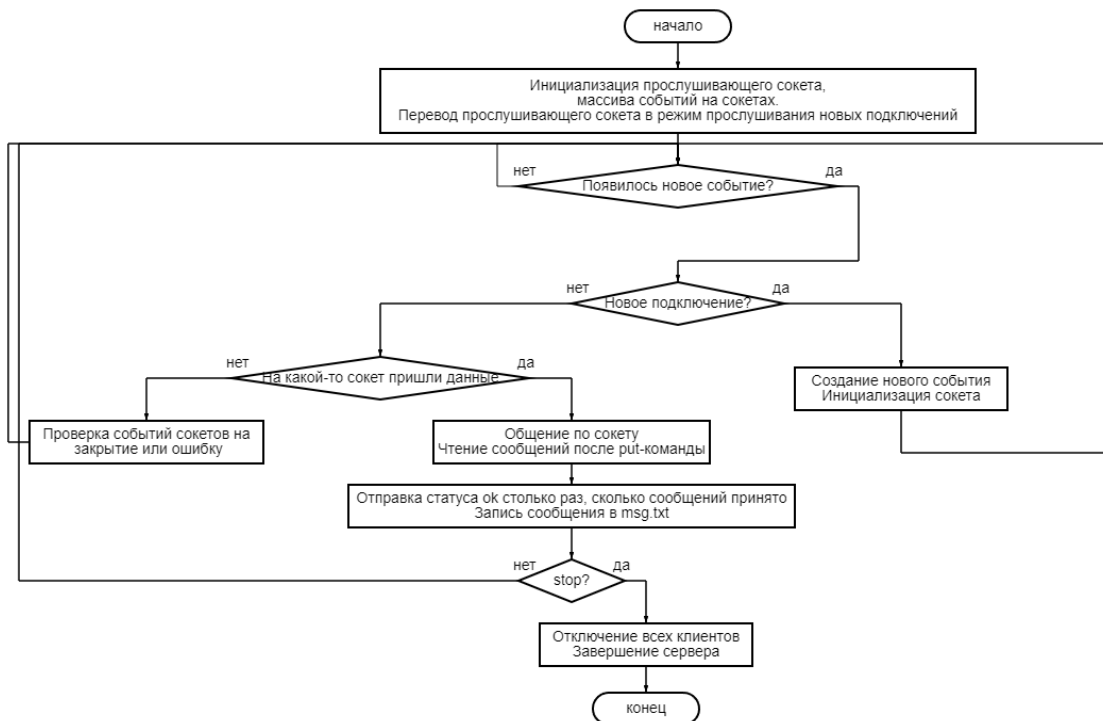 начало
Инициализация прослушивающего сокета,
массива событий на сокетах.
Перевод прослушивающего сокета в режим прослушивания новых подключений
нет
да
Появилось новое событие?
нет
да
Новое подключение?
нет
да
На какой-то сокет пришли данные
Создание нового события
Инициализация сокета
Проверка событий сокетов на
закрытие или ошибку
Общение по сокету
Чтение сообщений после put-команды
Отправка статуса ok столько раз, сколько сообщений принято
Запись сообщения в msg.txt
нет
да
stop?
Отключение всех клиентов
Завершение сервера
конец